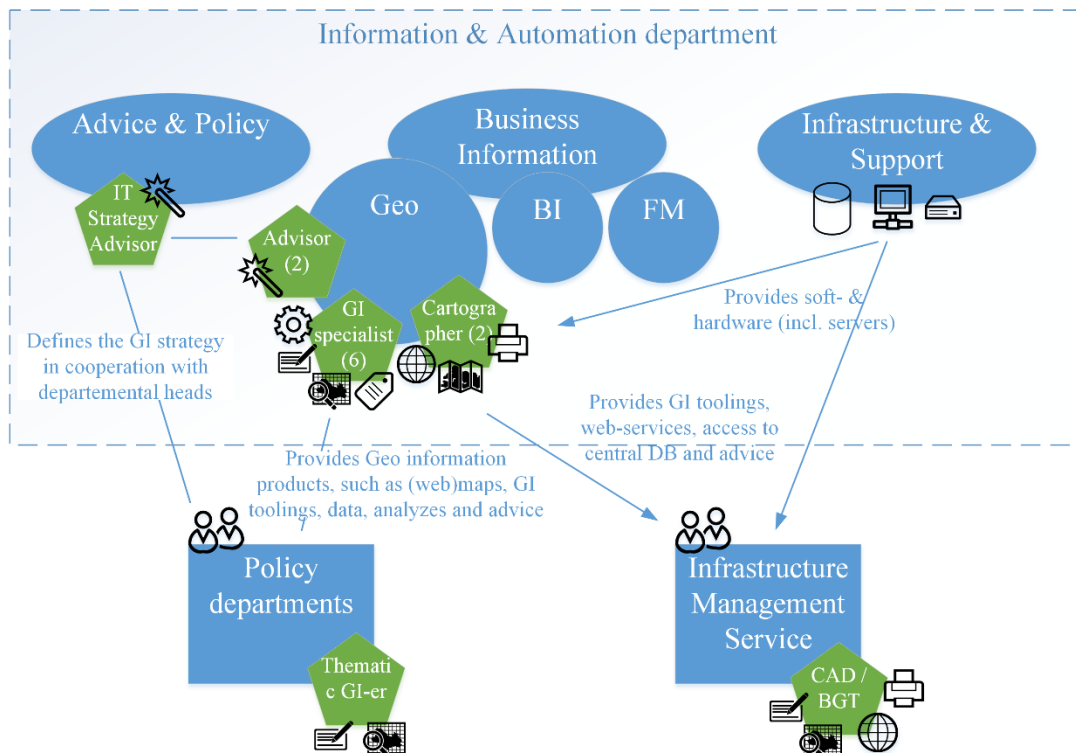 Information & Automation department
Advice & Policy
Business
Information
Infrastructure &
Support
IT
Strategy
Advisor
Geo
BI
FM
Advisor
(2)
GI
specialist
(6)
Cartogra
pher (2)
Provides soft- &
hardware (incl. servers)
Defines the GI strategy
in cooperation with
departemental heads
Provides GI toolings,
web-services, access to
central DB and advice
Provides Geo information
products, such as (web)maps, GI
toolings, data, analyzes and advice
Policy
departments
Infrastructure
Management
Service
Themati
c GI-er
CAD /
BGT